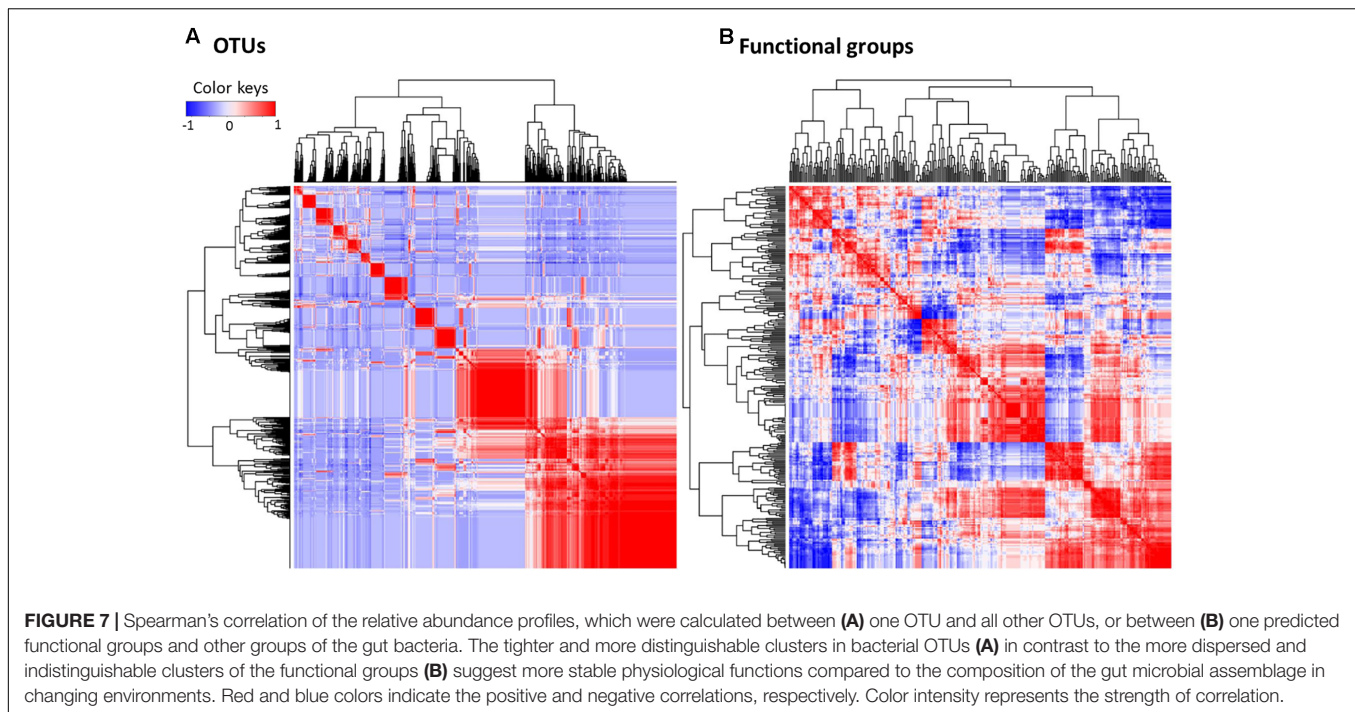 A OTUs
B Functional groups
Color keys
-1 0 1
FIGURE 7 | Spearman's correlation of the relative abundance profiles, which were calculated between (A) one OTU and all other OTUs, or between (B) one predicted
functional groups and other groups of the gut bacteria. The tighter and more distinguishable clusters in bacterial OTUs (A) in contrast to the more dispersed and
indistinguishable clusters of the functional groups (B) suggest more stable physiological functions compared to the composition of the gut microbial assemblage in
changing environments. Red and blue colors indicate the positive and negative correlations, respectively. Color intensity represents the strength of correlation.